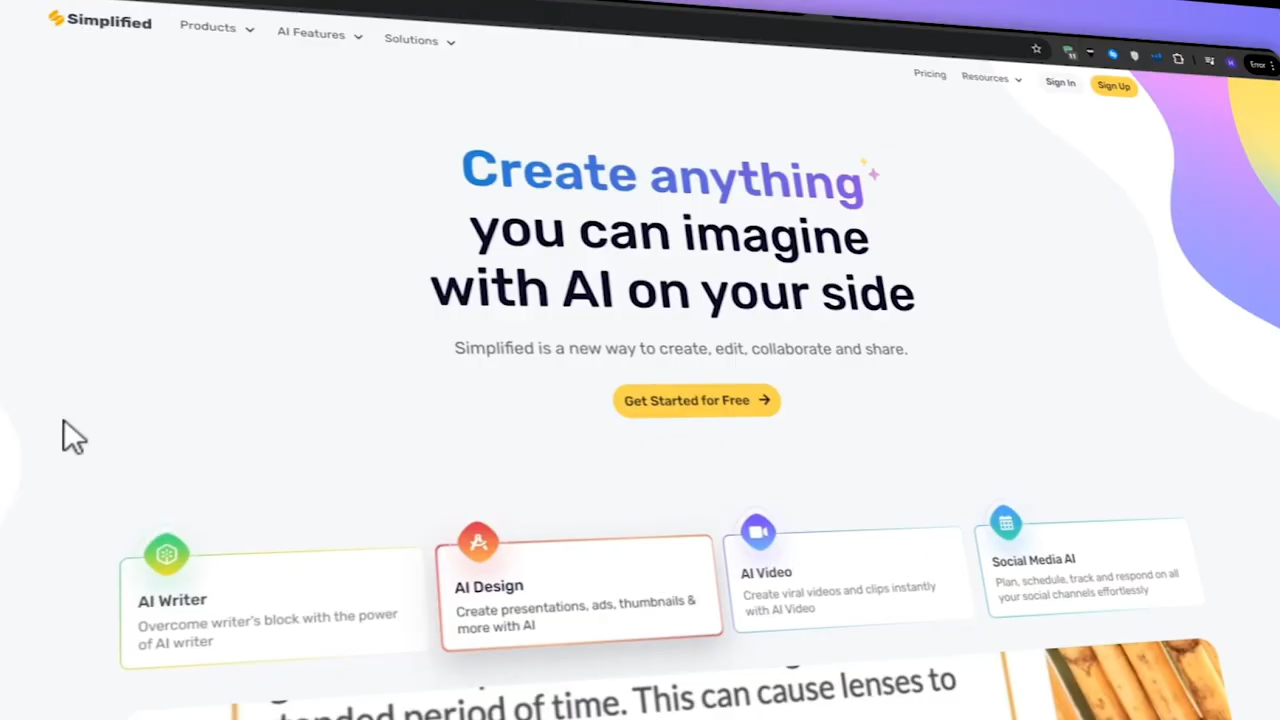 Simplified
Products
AI Features
Solutions
Error
Pricing
Resources
Sign In
Sign Up
Create anything
you can imagine
with AI on your side
Simplified is a new way to create, edit, collaborate and share.
Get Started for Free
AI Writer
Overcome writer's block with the power
of AI writer
AI Design
Create presentations, ads, thumbnails &
more with AI
AI Video
Create viral videos and clips instantly
with AI Video
Social Media AI
Plan, schedule, track and respond on all
your social channels effortlessly
period of time. This can cause lenses to